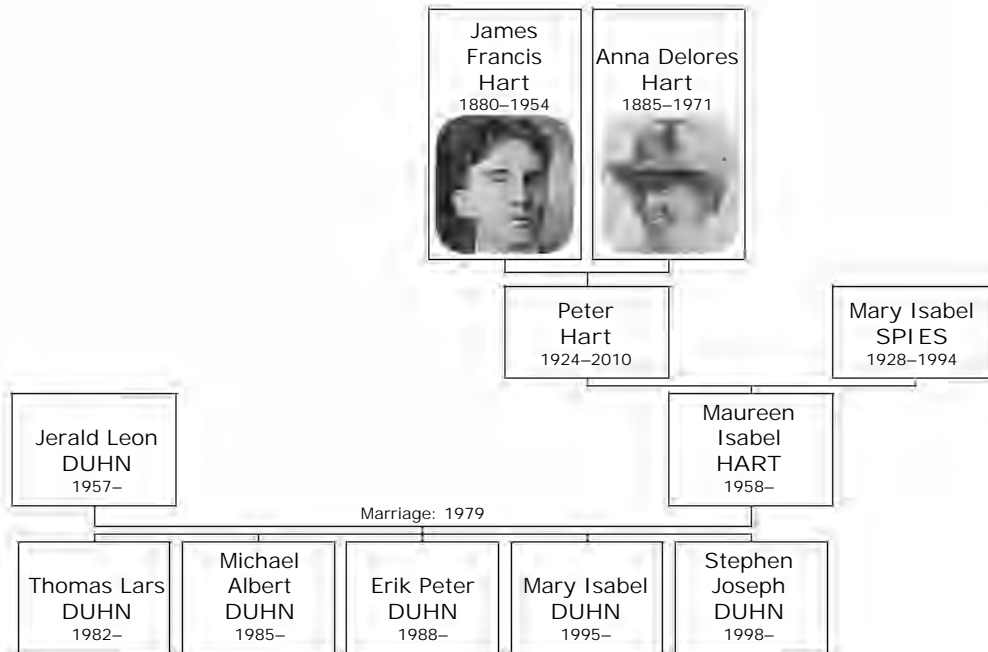 James
Francis
Hart
1880–1954
Anna Delores
Hart
1885–1971
Peter
Hart
1924–2010
Mary Isabel
SPIES
1928–1994
Jerald Leon
DUHN
1957–
Maureen
Isabel
HART
1958–
Marriage: 1979
Thomas Lars
DUHN
1982–
Michael
Albert
DUHN
1985–
Erik Peter
DUHN
1988–
Mary Isabel
DUHN
1995–
Stephen
Joseph
DUHN
1998–